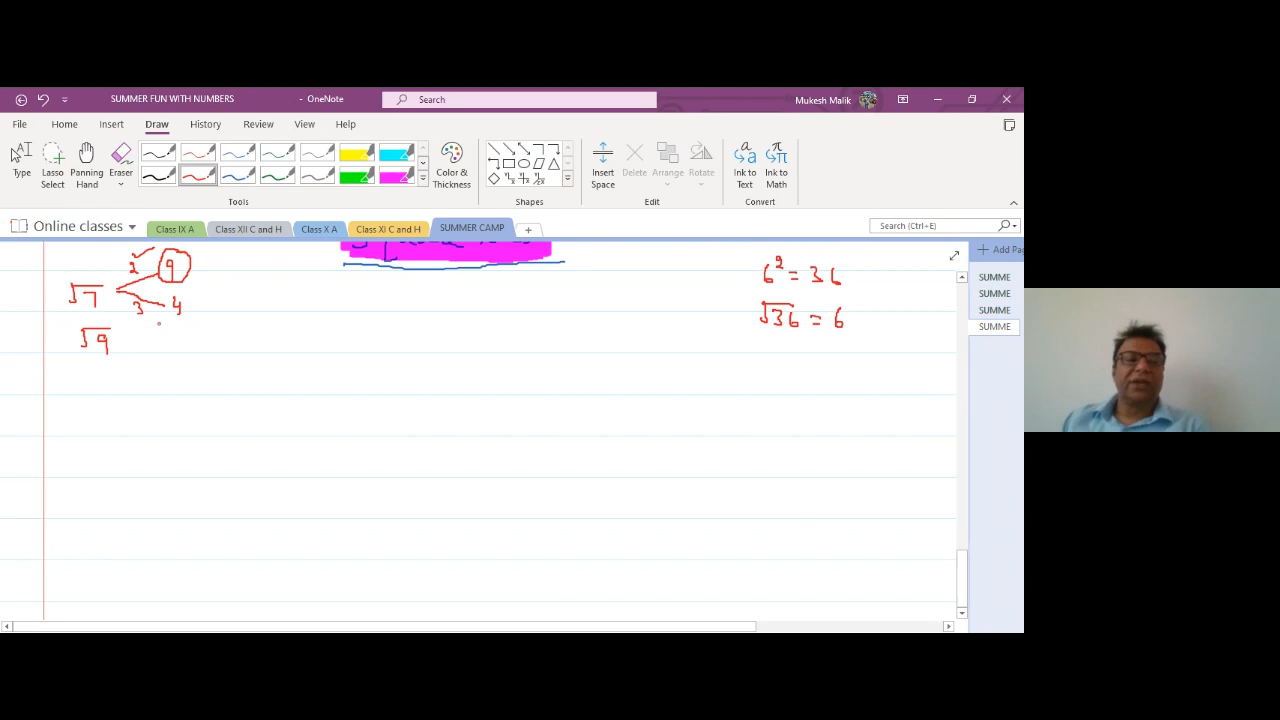 SUMMER FUN WITH NUMBERS - OneNote
Search
Mukesh Malik
File Home Insert Draw History Review View Help
Type
Lasso Select
Panning Hand
Eraser
Color & Thickness
Insert Space
Delete
Arrange
Rotate
Ink to Text
Ink to Math
Tools
Shapes
Edit
Convert
Online classes
Class IX A
Class XII C and H
Class X A
Class XI C and H
SUMMER CAMP
Search (Ctrl+E)
Add Pag
SUMME
SUMME
SUMME
SUMME
2 9
√7
3 4
√9
6² = 36
√36 = 6